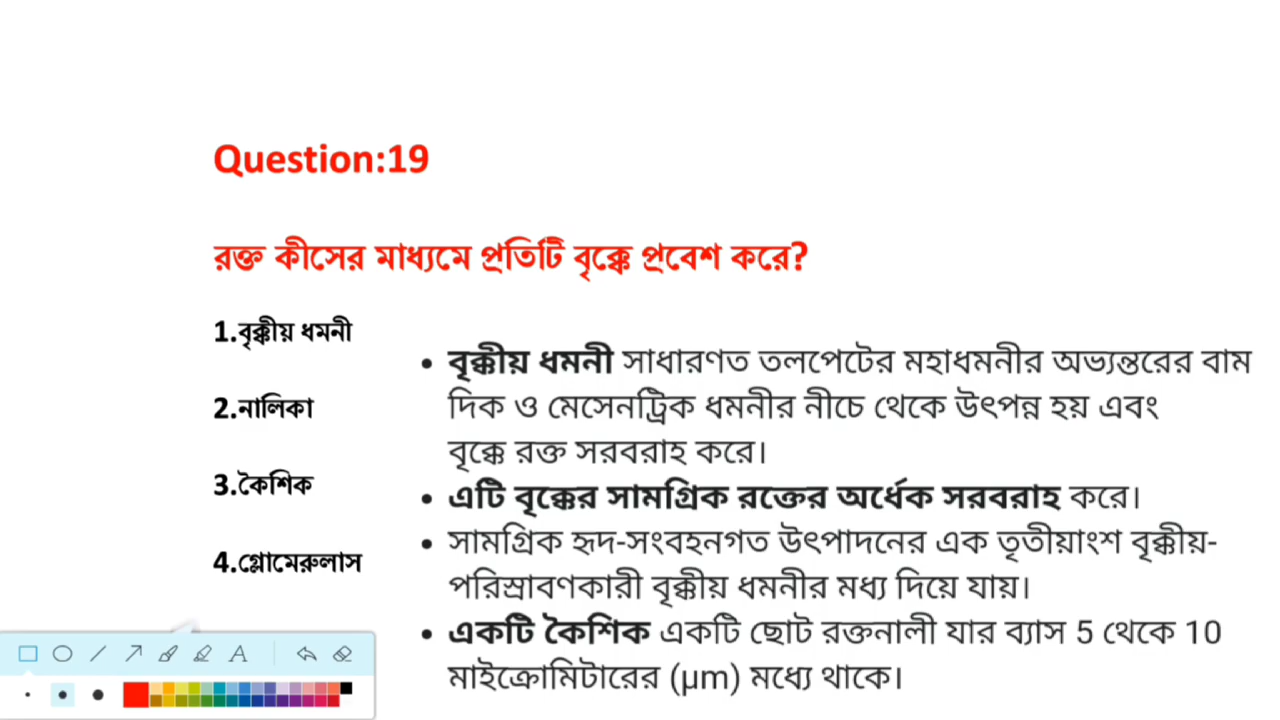 Question:19
রক্ত কীসের মাধ্যমে প্রতিটি বৃক্কে প্রবেশ করে?
1.বৃক্কীয় ধমনী
2.নালিকা
3.কৈশিক
4.গ্লোমেরুলাস
• বৃক্কীয় ধমনী সাধারণত তলপেটের মহাধমনীর অভ্যন্তরের বাম
দিক ও মেসেনট্রিক ধমনীর নীচে থেকে উৎপন্ন হয় এবং
বৃক্কে রক্ত সরবরাহ করে।
• এটি বৃক্কের সামগ্রিক রক্তের অর্ধেক সরবরাহ করে।
• সামগ্রিক হৃদ-সংবহনগত উৎপাদনের এক তৃতীয়াংশ বৃক্কীয়-
পরিস্রাবণকারী বৃক্কীয় ধমনীর মধ্য দিয়ে যায়।
• একটি কৈশিক একটি ছোট রক্তনালী যার ব্যাস 5 থেকে 10
মাইক্রোমিটারের (μm) মধ্যে থাকে।
A